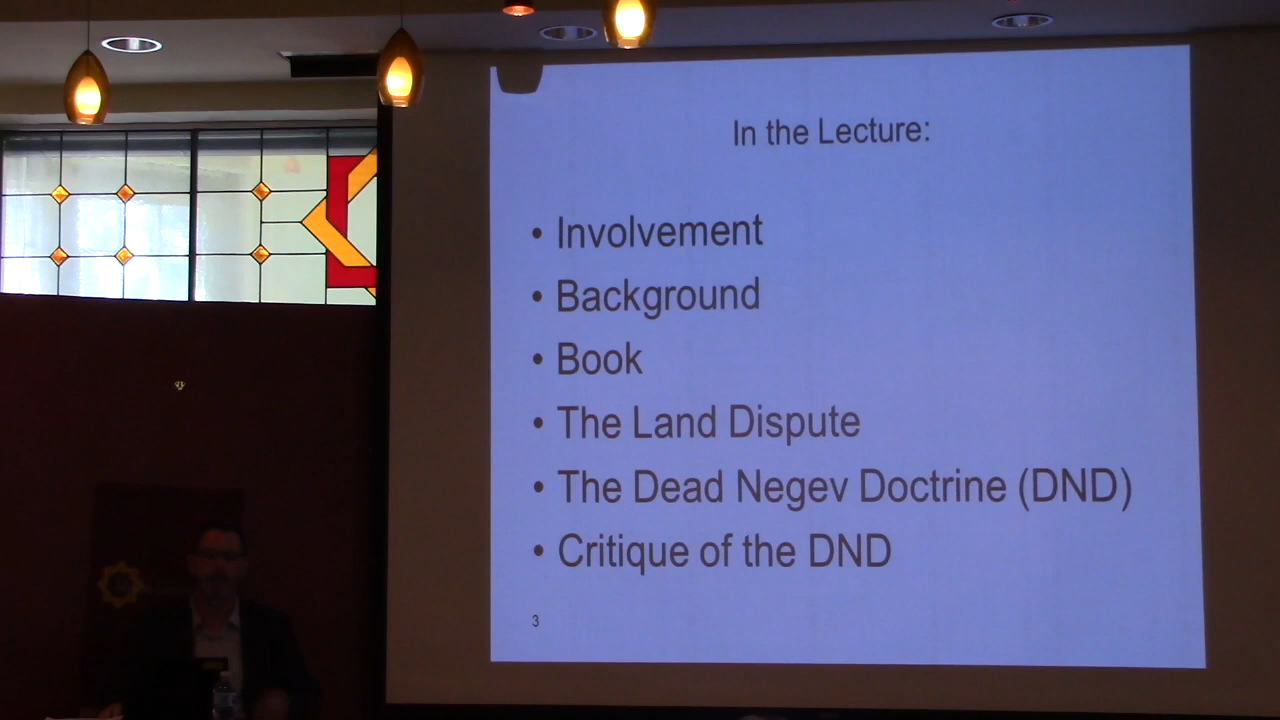 In the Lecture:
• Involvement
• Background
• Book
• The Land Dispute
• The Dead Negev Doctrine (DND)
• Critique of the DND
3